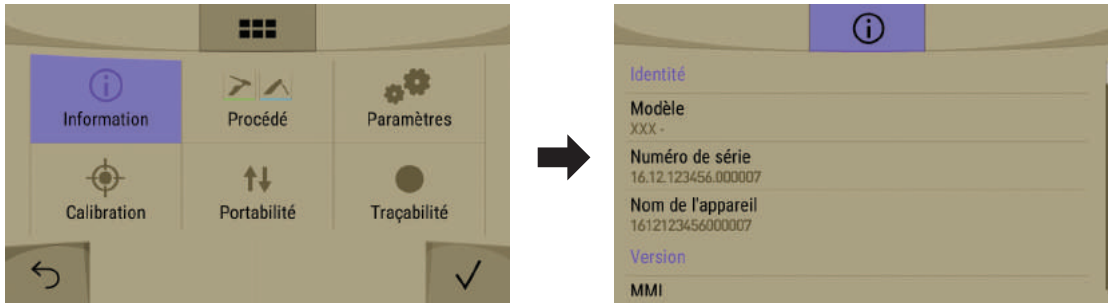 Information
Procédé
Paramètres
Calibration
Portabilité
Traçabilité
Identité
Modèle
XXX -
Numéro de série
16.12.123456.000007
Nom de l'appareil
1612123456000007
Version
MMI